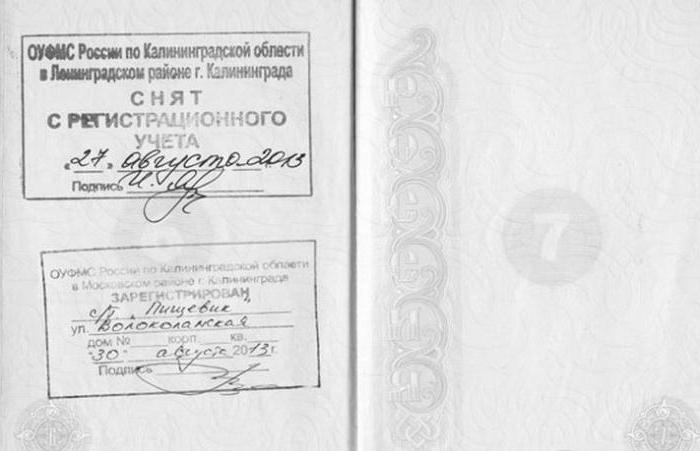 ОУФМС России по Калининградской области
в Ленинградском районе г. Калининграда
СНЯТ
С РЕГИСТРАЦИОННОГО
УЧЕТА
«27» августа 2013
Подпись
ОУФМС России по Калининградской области
в Московском районе г. Калининграда
ЗАРЕГИСТРИРОВАН
с/т. Пищевик
ул. Волоколамская
дом № корп. кв.
"30" августа 2013 г.
Подпись
7